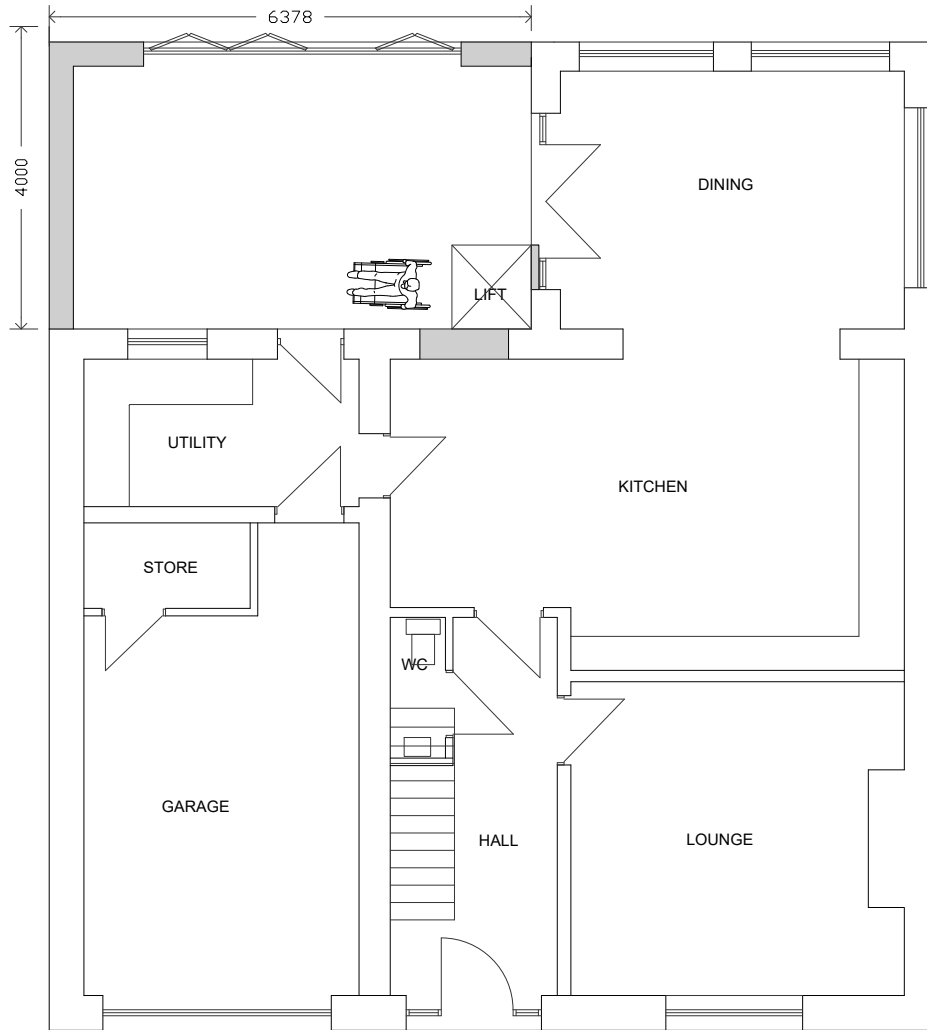 6378
4000
DINING
LIFT
UTILITY
KITCHEN
STORE
WC
GARAGE
HALL
LOUNGE